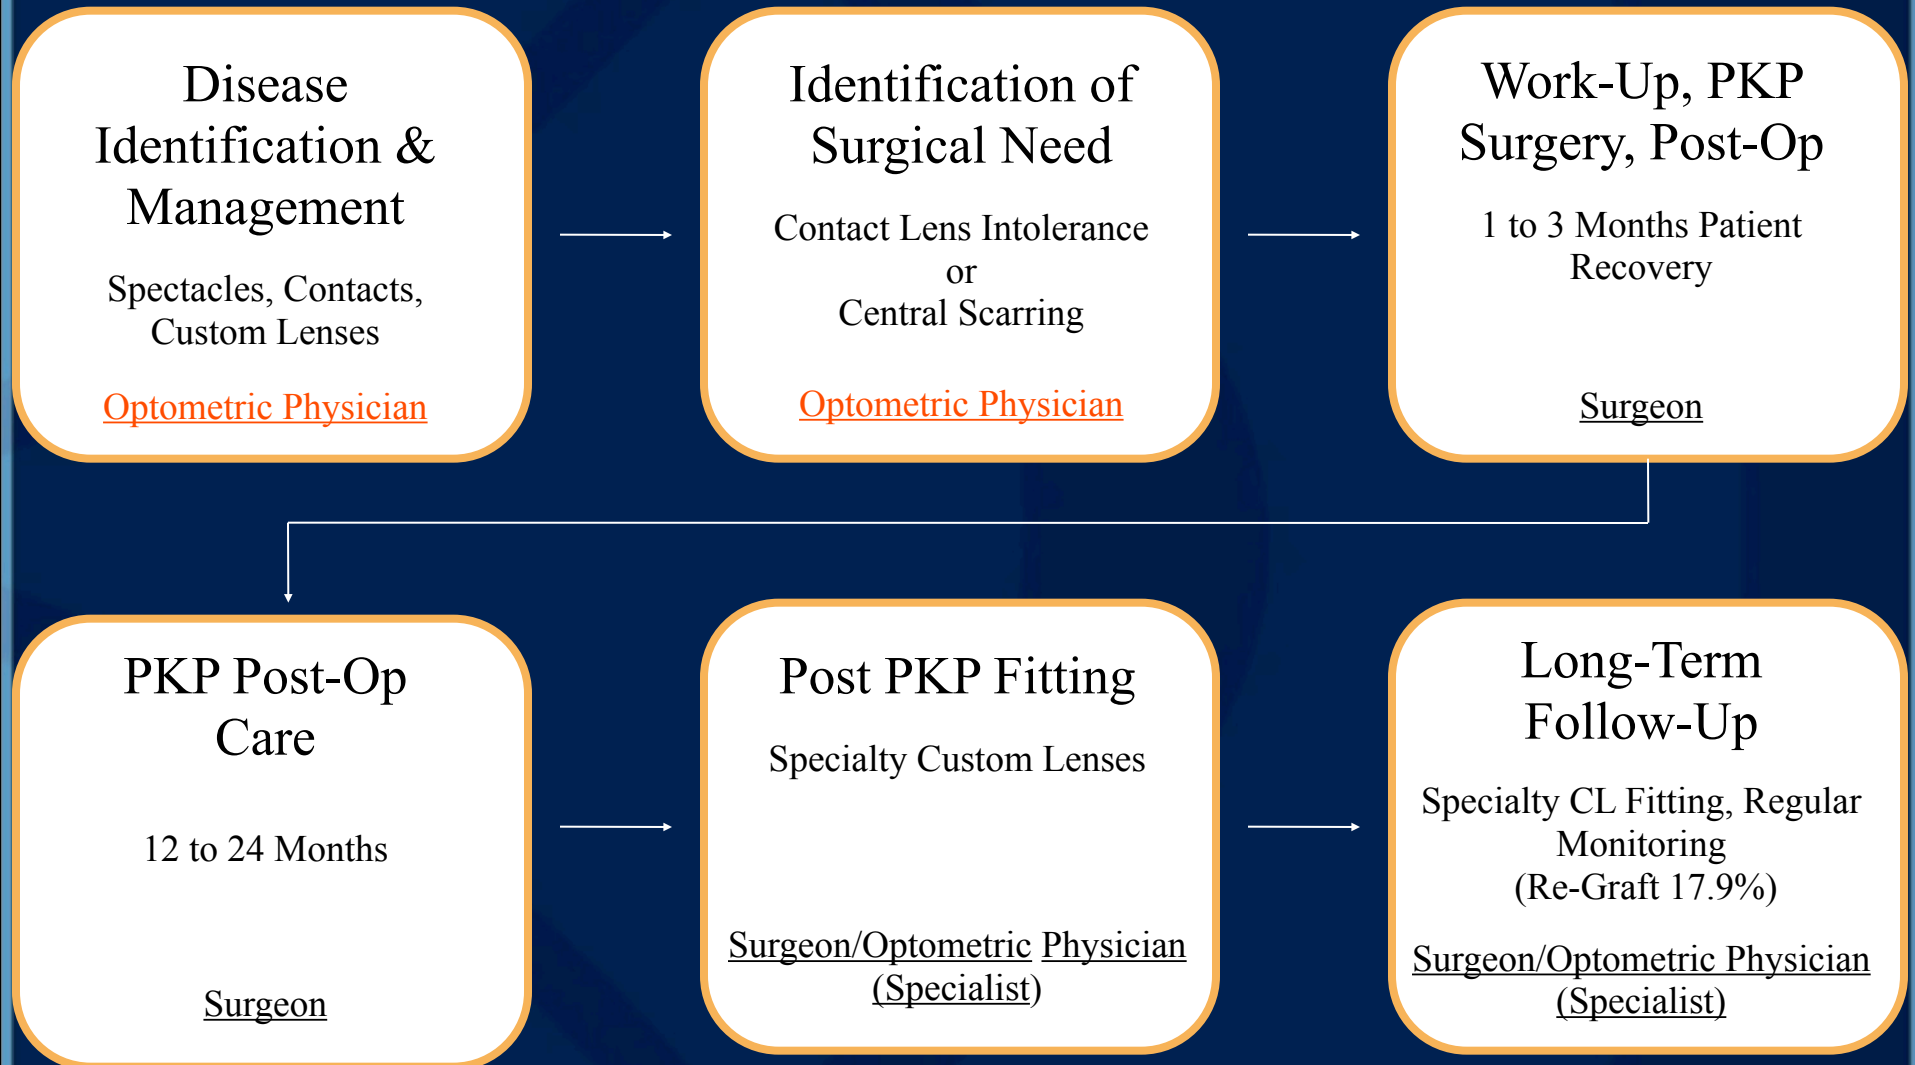 Disease
Identification &
Management
Spectacles, Contacts,
Custom Lenses
Optometric Physician
Identification of
Surgical Need
Contact Lens Intolerance
or
Central Scarring
Optometric Physician
Work-Up, PKP
Surgery, Post-Op
1 to 3 Months Patient
Recovery
Surgeon
PKP Post-Op
Care
12 to 24 Months
Surgeon
Post PKP Fitting
Specialty Custom Lenses
Surgeon/Optometric Physician
(Specialist)
Long-Term
Follow-Up
Specialty CL Fitting, Regular
Monitoring
(Re-Graft 17.9%)
Surgeon/Optometric Physician
(Specialist)